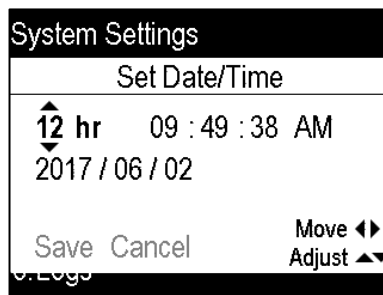 System Settings
Set Date/Time
12 hr 09 : 49 : 38 AM
2017 / 06 / 02
Move
Save Cancel
Adjust